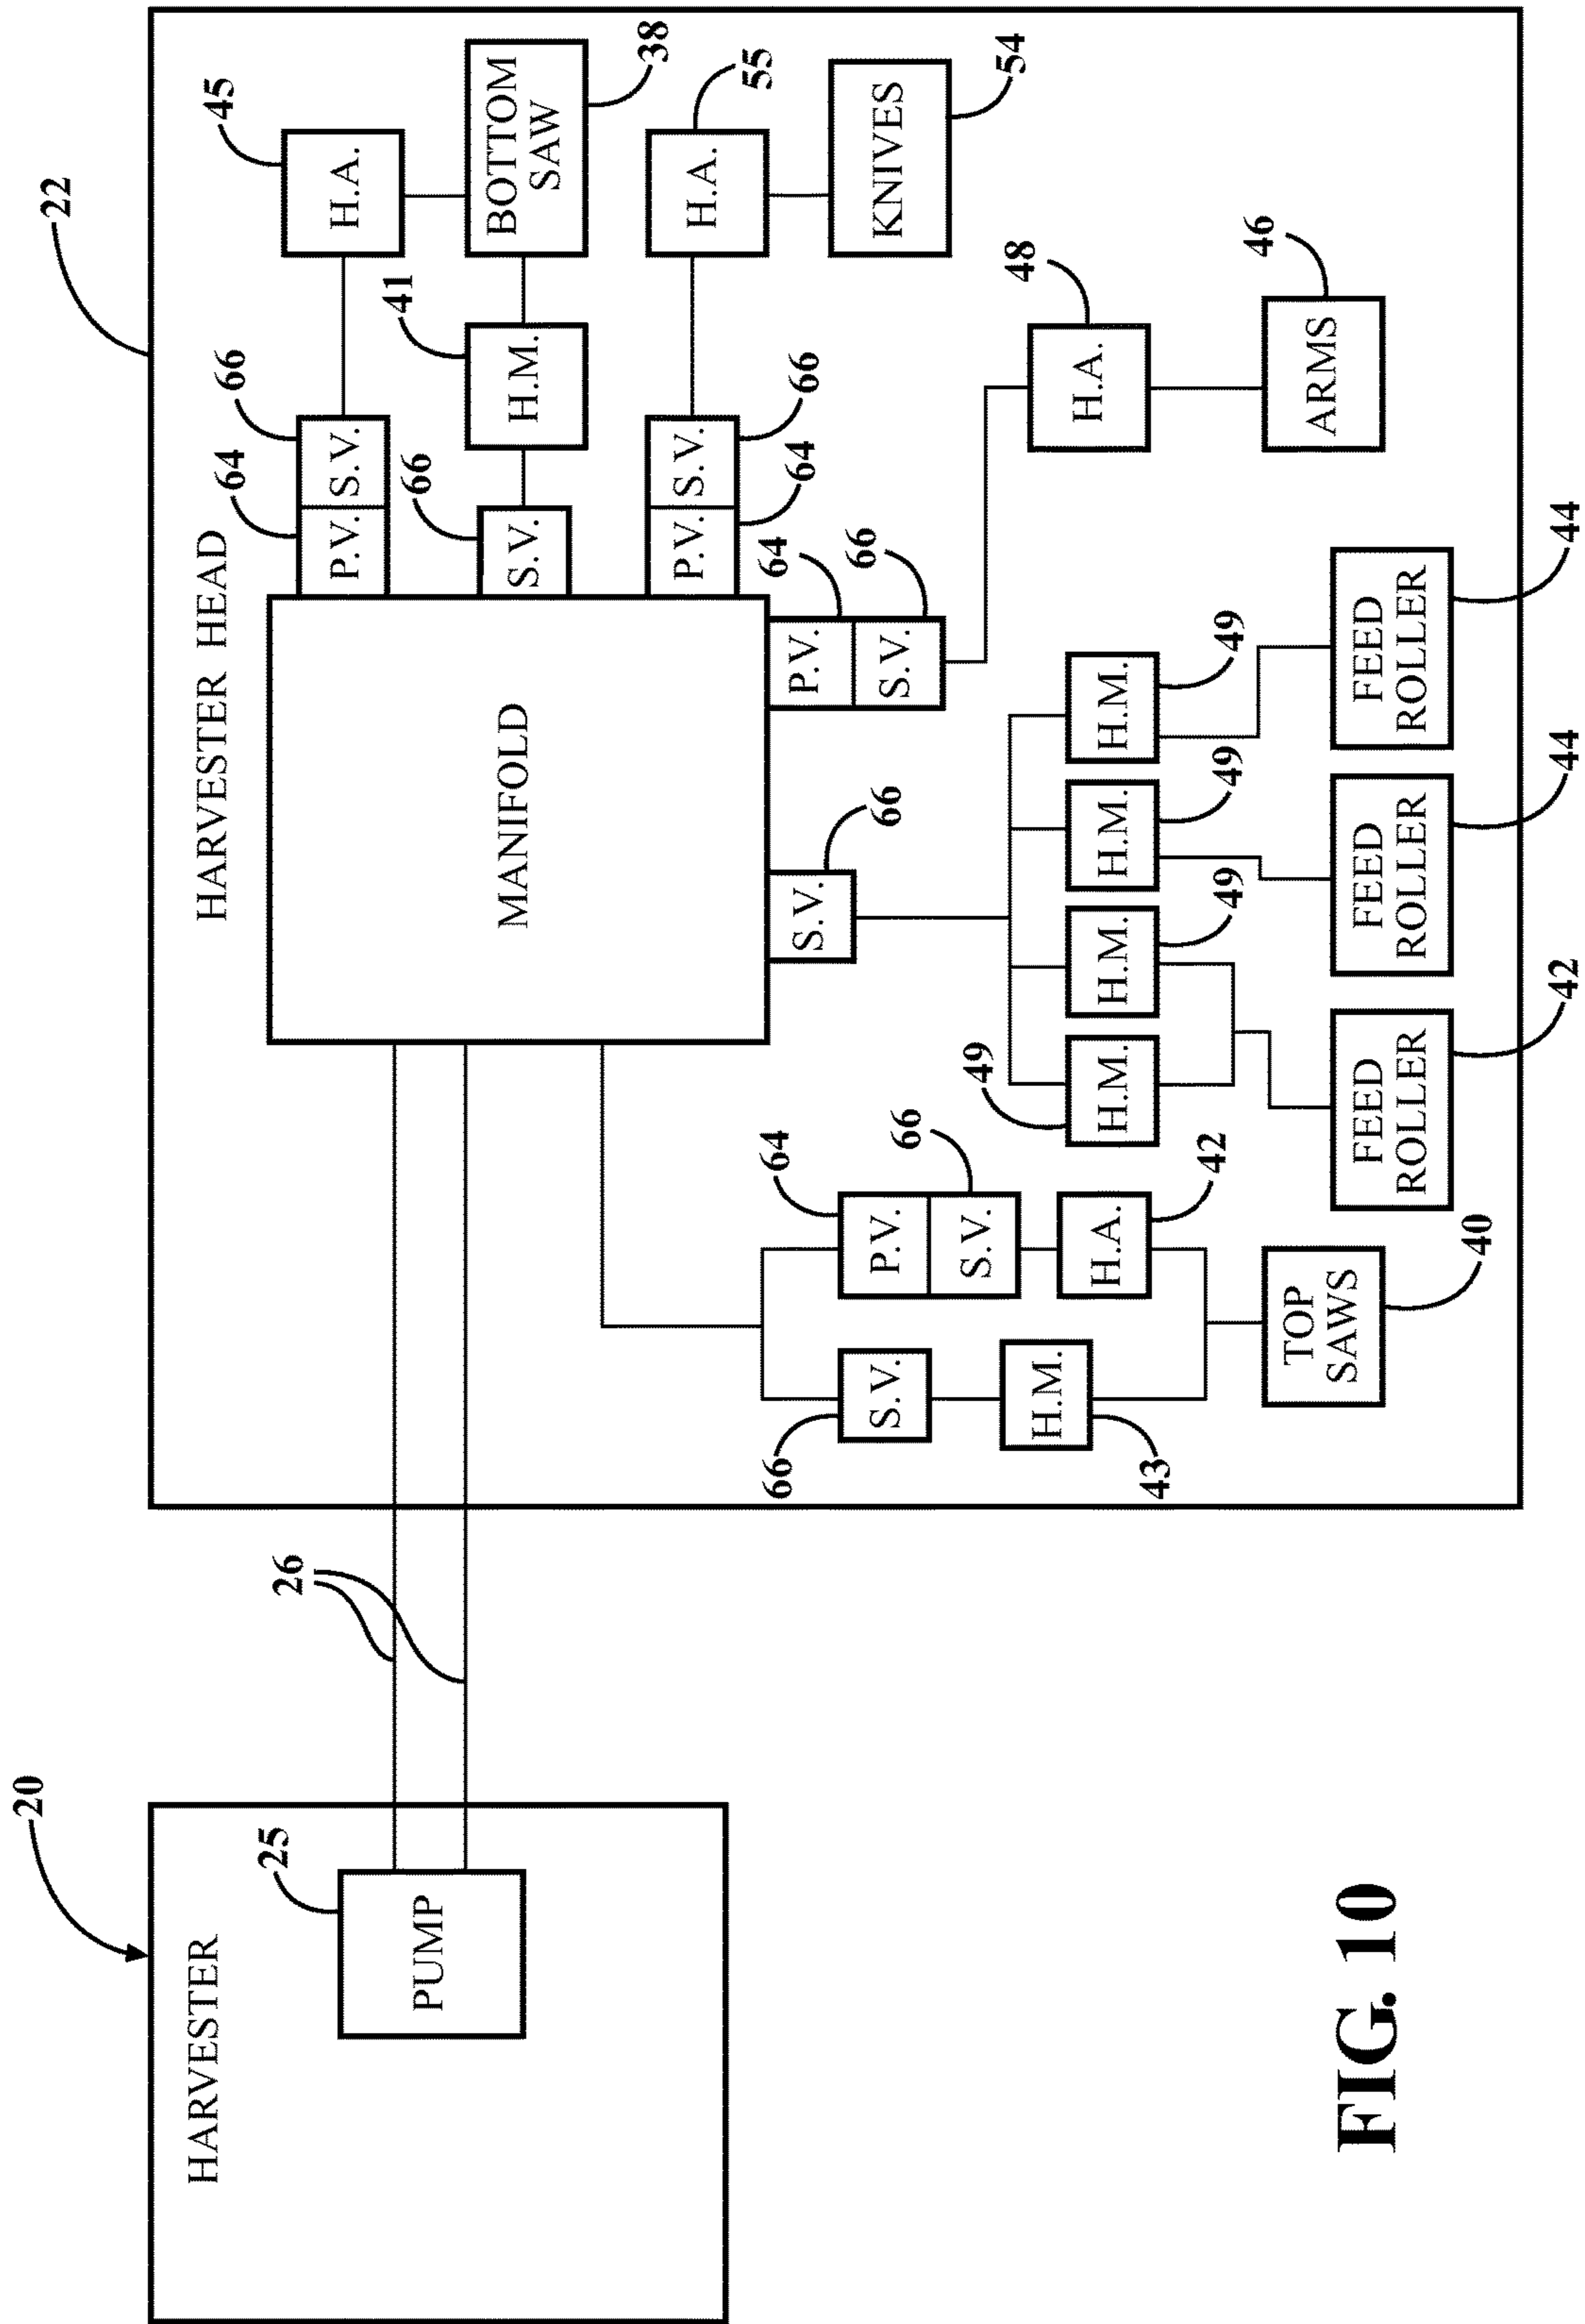 20
HARVESTER
25
PUMP
26
22
HARVESTER HEAD
MANIFOLD
64
66
P.V.
S.V.
45
H.A.
66
S.V.
41
H.M.
BOTTOM
SAW
38
P.V.
S.V.
64
66
H.A.
55
KNIVES
54
64
P.V.
66
S.V.
48
H.A.
46
ARMS
66
S.V.
49
H.M.
49
H.M.
49
H.M.
49
H.M.
FEED
ROLLER
42
FEED
ROLLER
44
FEED
ROLLER
44
64
P.V.
66
S.V.
42
H.A.
66
S.V.
H.M.
43
TOP
SAWS
40
FIG. 10